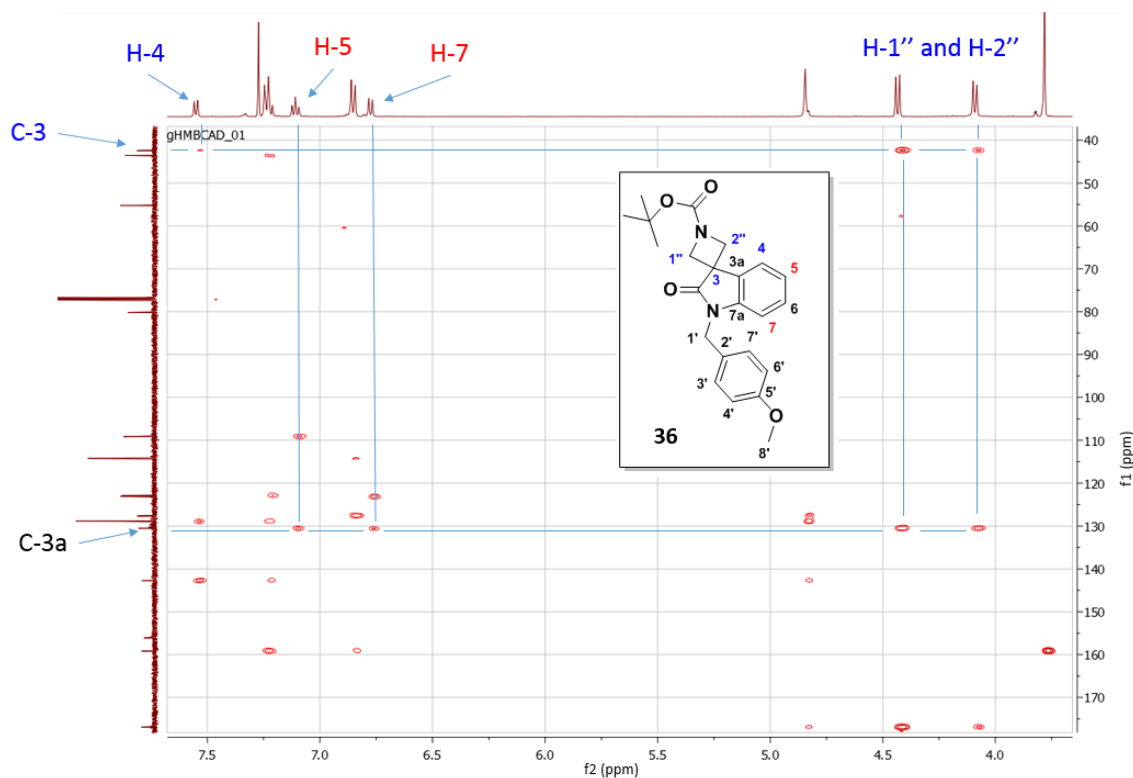 H-4
H-5
H-7
H-1’’ and H-2’’
C-3
gHMBCAD_01
40
50
60
70
80
90
100
110
120
130
140
150
160
170
f1 (ppm)
O
O
N
2"
1"
4
3a
5
3
O
6
N
7a
7
1'
2'
7'
6'
3'
5'
4'
O
36
8'
C-3a
7.5
7.0
6.5
6.0
5.5
5.0
4.5
4.0
f2 (ppm)